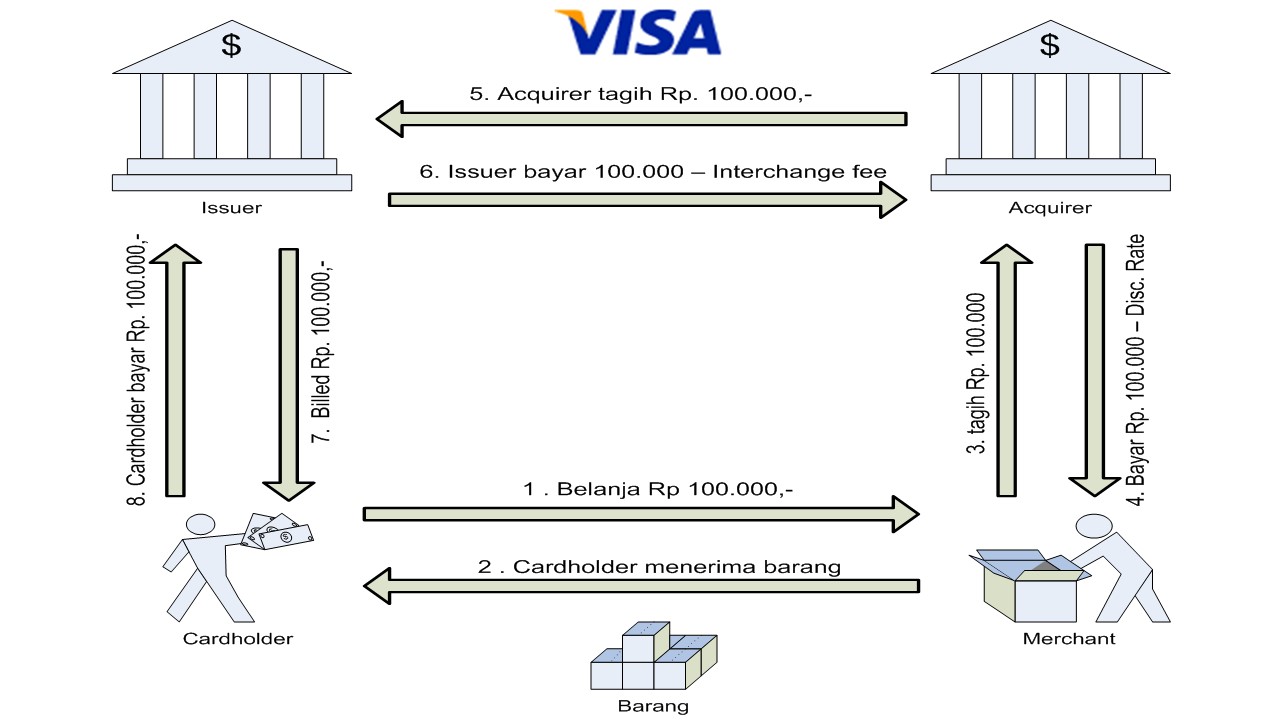 VISA
$
$
5. Acquirer tagih Rp. 100.000,-
6. Issuer bayar 100.000 – Interchange fee
Issuer
Acquirer
8. Cardholder bayar Rp. 100.000,-
7. Billed Rp. 100.000,-
3. tagih Rp. 100.000
4. Bayar Rp. 100.000 – Disc. Rate
1 . Belanja Rp 100.000,-
2 . Cardholder menerima barang
$
Cardholder
Merchant
Barang